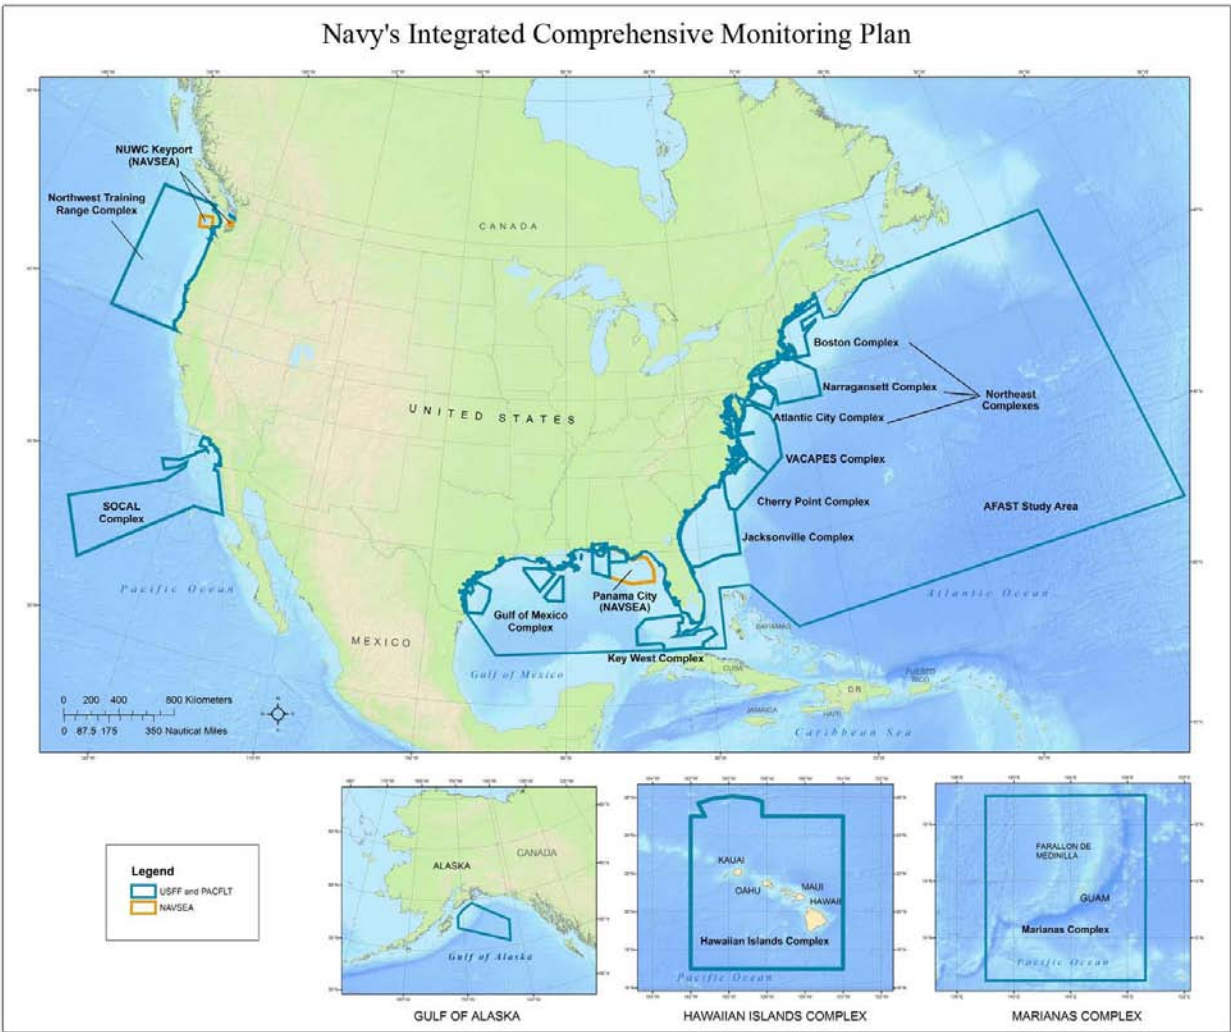 Navy's Integrated Comprehensive Monitoring Plan
NUWC Keyport
(NAVSEA)
Northwest Training
Range Complex
CANADA
UNITED STATES
Boston Complex
Narragansett Complex
Northeast
Complexes
Atlantic City Complex
VACAPES Complex
Cherry Point Complex
AFAST Study Area
Jacksonville Complex
SOCAL
Complex
Pacific Ocean
Atlantic Ocean
Panama City
(NAVSEA)
Gulf of Mexico
Complex
BAHAMAS
MEXICO
Key West Complex
Gulf of Mexico
CUBA
PUERTO
RICO
D.R.
HAITI
JAMAICA
Caribbean Sea
0 200 400 800 Kilometers
0 87.5 175 350 Nautical Miles
Legend
USFF and PACFLT
NAVSEA
ALASKA
CANADA
Gulf of Alaska
GULF OF ALASKA
KAUAI
OAHU
MAUI
HAWAII
Hawaiian Islands Complex
Pacific Ocean
HAWAIIAN ISLANDS COMPLEX
FARALLON DE
MEDINILLA
GUAM
Marianas Complex
Pacific Ocean
MARIANAS COMPLEX